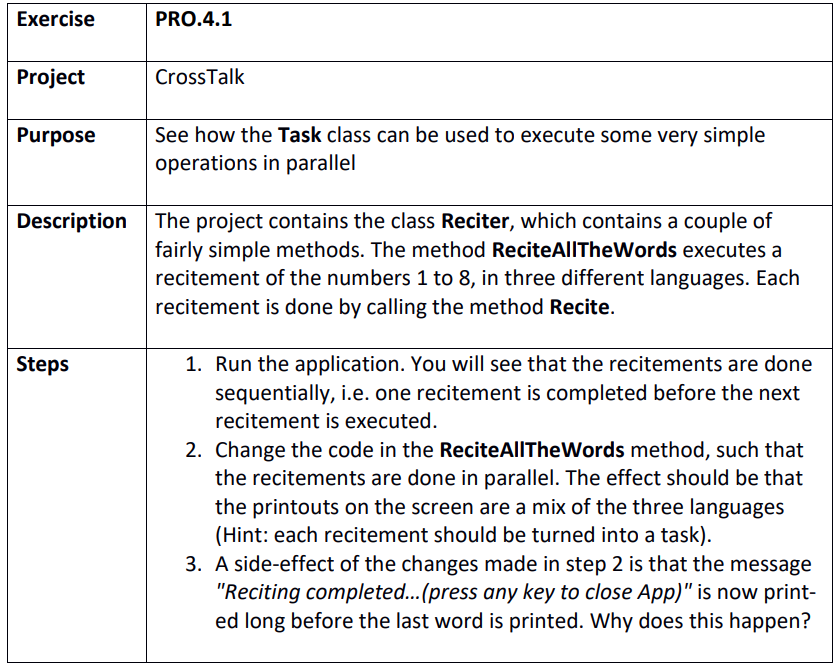 Exercise
PRO.4.1
Project
CrossTalk
Purpose
See how the Task class can be used to execute some very simple
operations in parallel
Description
The project contains the class Reciter, which contains a couple of
fairly simple methods. The method ReciteAllTheWords executes a
recitement of the numbers 1 to 8, in three different languages. Each
recitement is done by calling the method Recite.
Steps
1. Run the application. You will see that the recitements are done
sequentially, i.e. one recitement is completed before the next
recitement is executed.
2. Change the code in the ReciteAllTheWords method, such that
the recitements are done in parallel. The effect should be that
the printouts on the screen are a mix of the three languages
(Hint: each recitement should be turned into a task).
3. A side-effect of the changes made in step 2 is that the message
"Reciting completed…(press any key to close App)" is now print-
ed long before the last word is printed. Why does this happen?